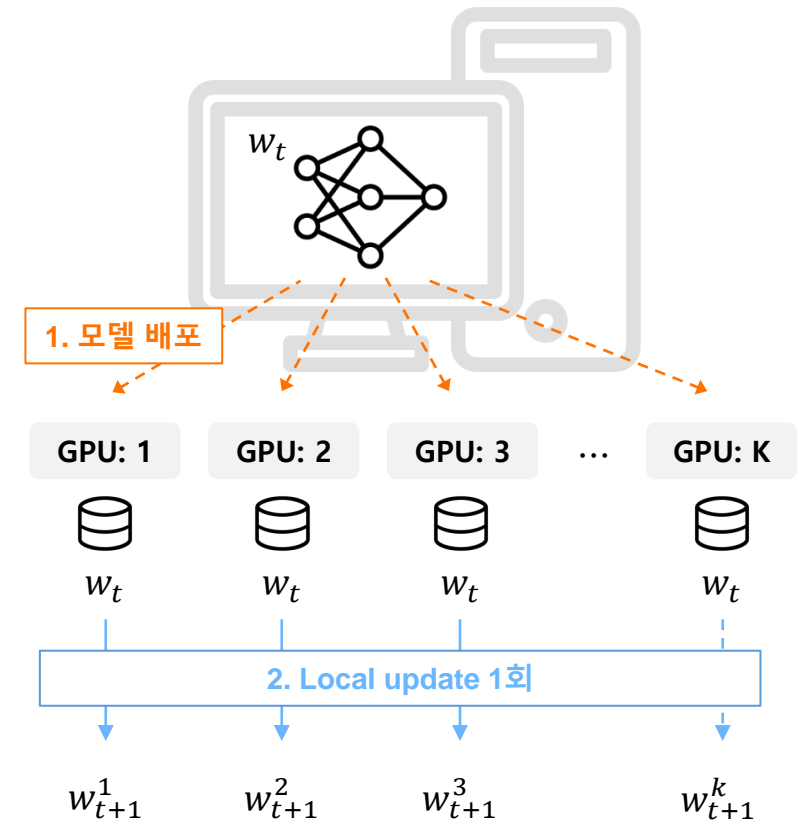 w_t
1. 모델 배포
GPU: 1 GPU: 2 GPU: 3 … GPU: K
w_t w_t w_t w_t
2. Local update 1회
w_{t+1}^1 w_{t+1}^2 w_{t+1}^3 w_{t+1}^k